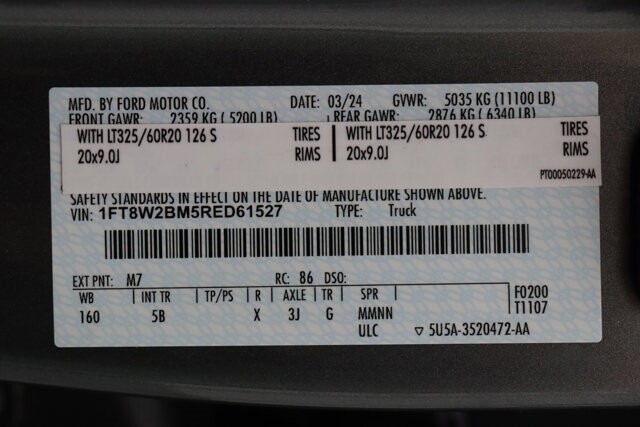 MFD. BY FORD MOTOR CO. DATE: 03/24 GVWR: 5035 KG (11100 LB)
FRONT GAWR: 2359 KG ( 5200 LB) REAR GAWR: 2876 KG ( 6340 LB)
WITH LT325/60R20 126 S TIRES WITH LT325/60R20 126 S TIRES
20x9.0J RIMS 20x9.0J RIMS
PT00050229-AA
SAFETY STANDARDS IN EFFECT ON THE DATE OF MANUFACTURE SHOWN ABOVE.
VIN: 1FT8W2BM5RED61527 TYPE: Truck
EXT PNT: M7 RC: 86 DSO:
WB INT TR TP/PS R AXLE TR SPR F0200
160 5B X 3J G MMNN T1107
ULC ▽ 5U5A-3520472-AA